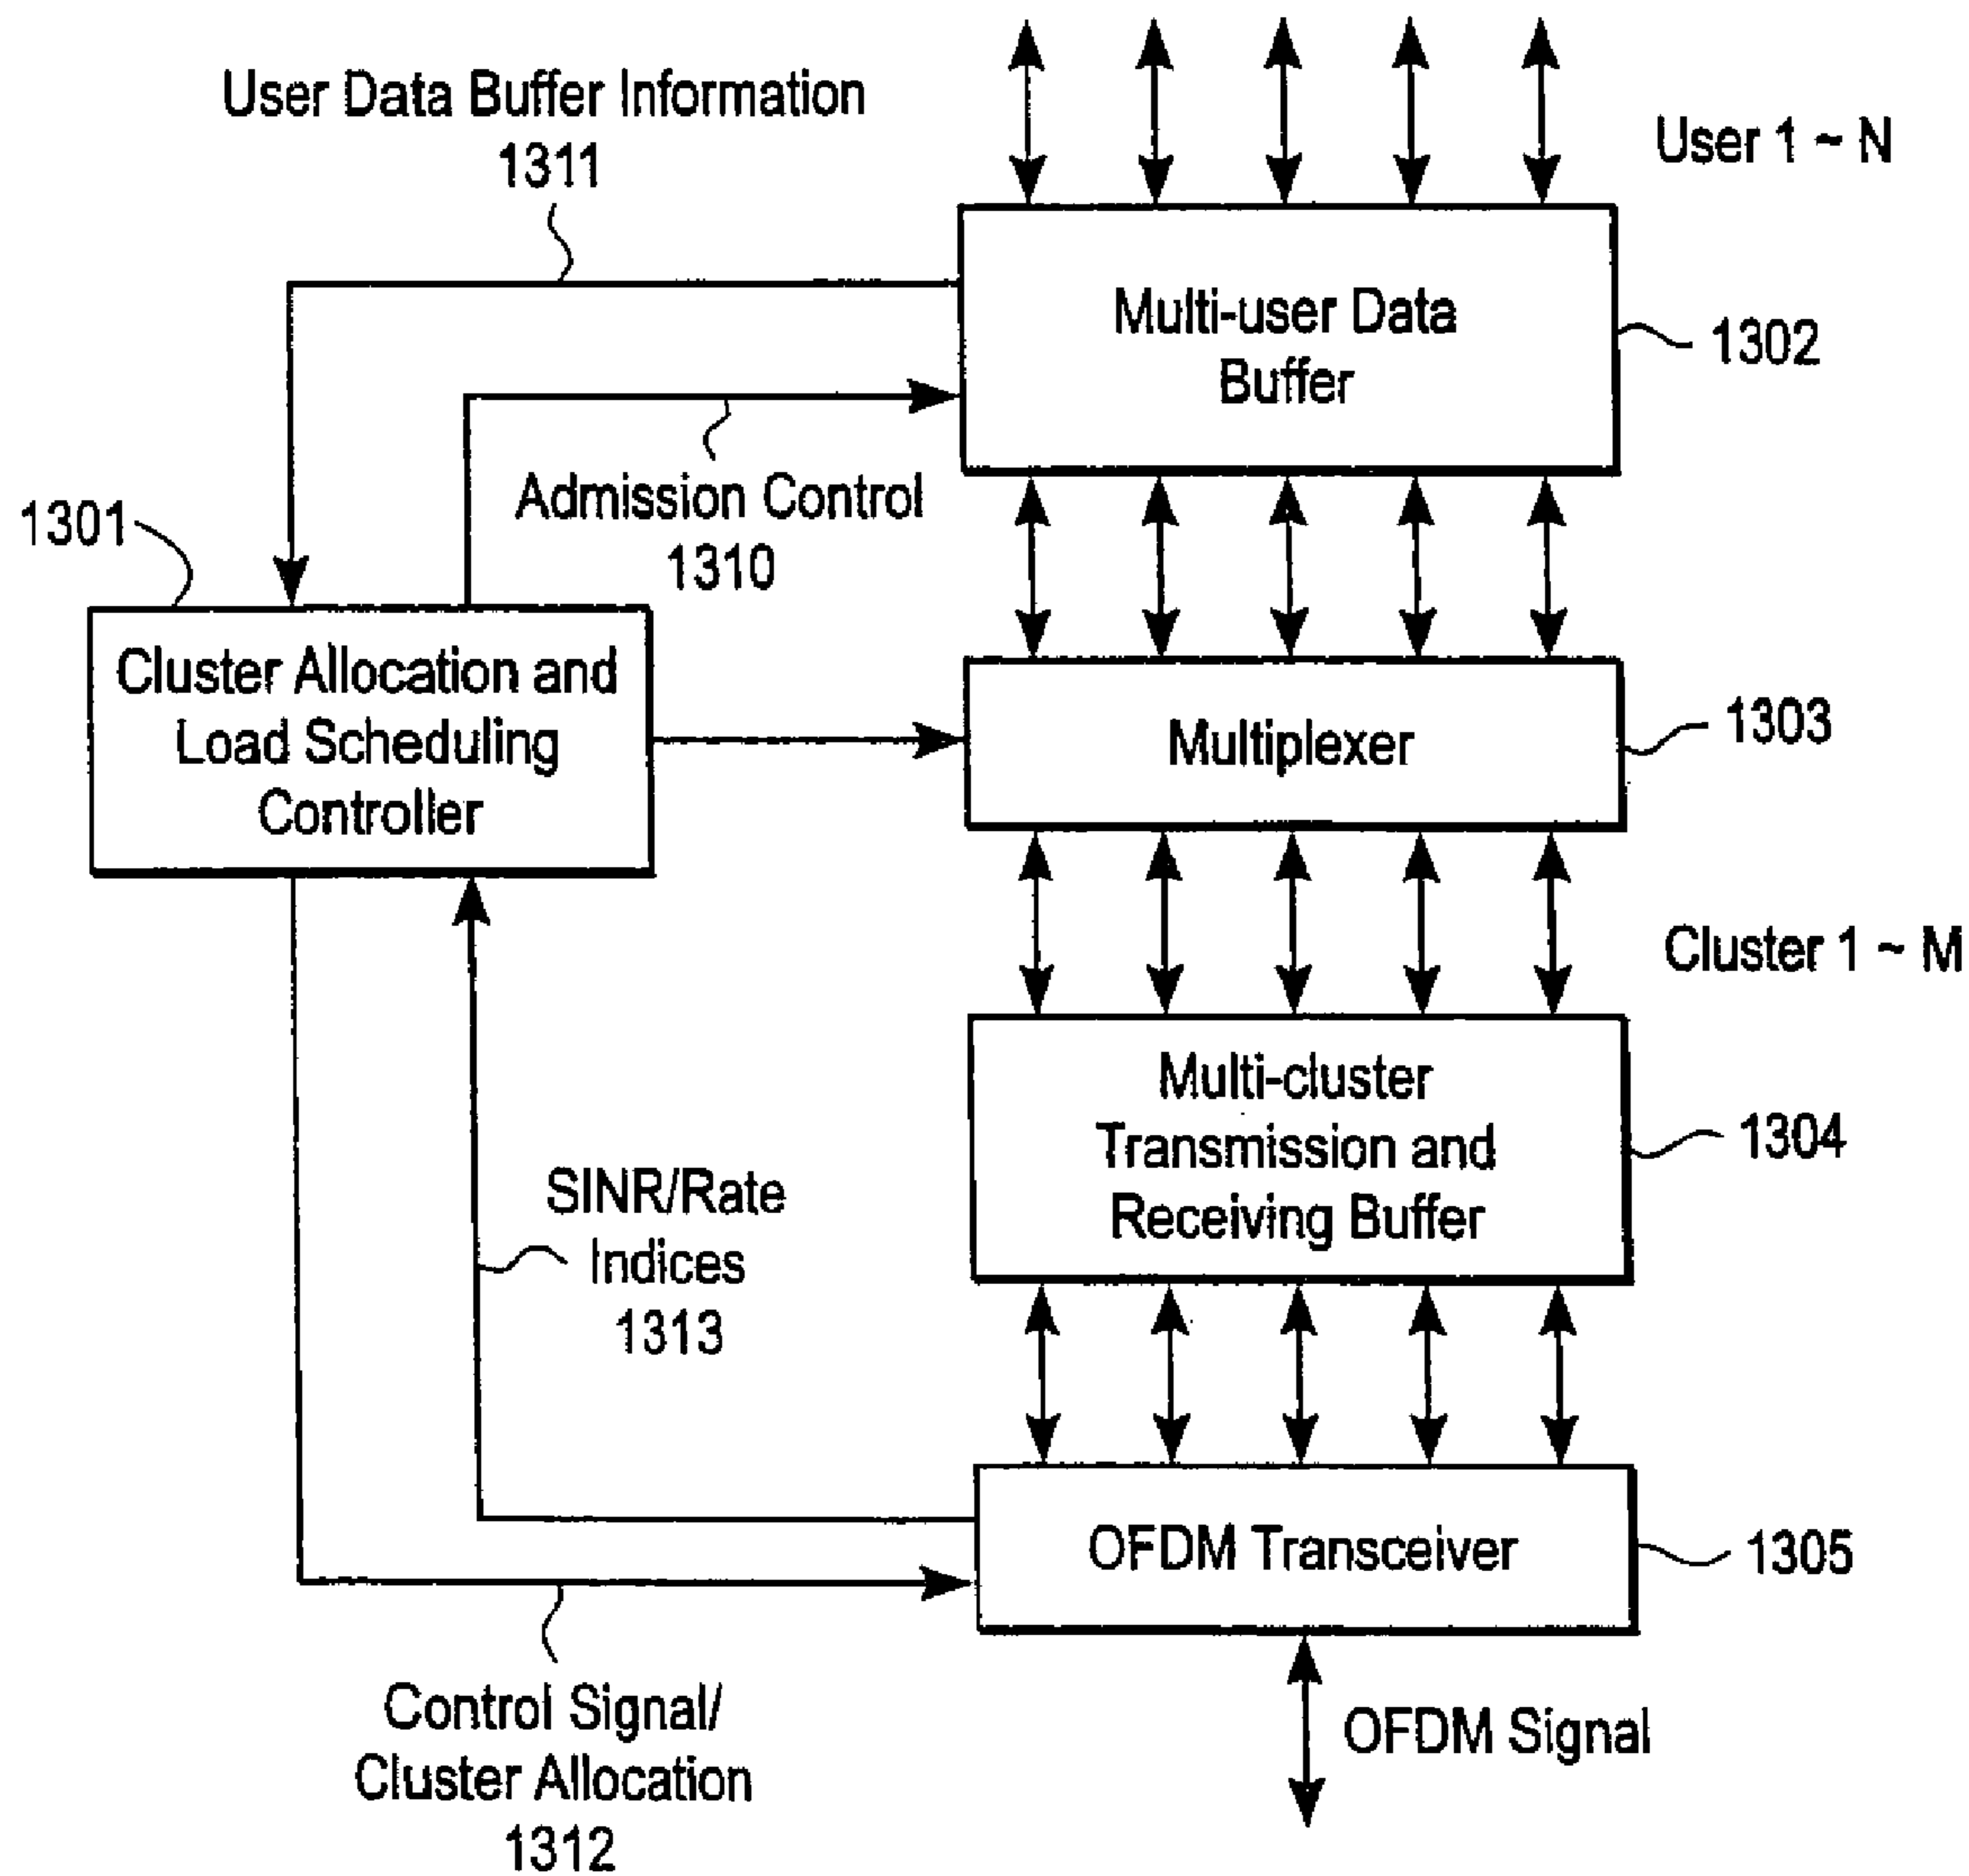 User Data Buffer Information
1311
User 1 ~ N
Multi-user Data
Buffer
1302
Admission Control
1310
1301
Cluster Allocation and
Load Scheduling
Controller
Multiplexer
1303
Cluster 1 ~ M
Multi-cluster
Transmission and
Receiving Buffer
1304
SINR/Rate
Indices
1313
OFDM Transceiver
1305
Control Signal/
Cluster Allocation
1312
OFDM Signal